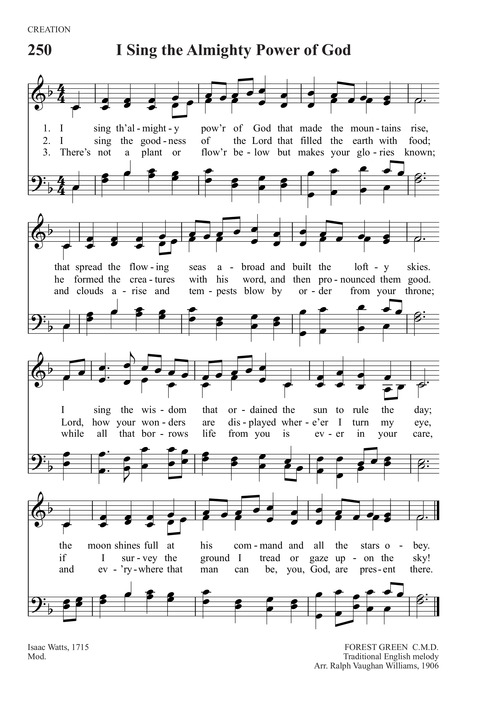 CREATION
250 I Sing the Almighty Power of God
1. I sing th'al - might - y pow'r of God that made the moun - tains rise,
2. I sing the good - ness of the Lord that filled the earth with food;
3. There's not a plant or flow'r be - low but makes your glo - ries known;
that spread the flow - ing seas a - broad and built the loft - y skies.
he formed the crea - tures with his word, and then pro - nounced them good.
and clouds a - rise and tem - pests blow by or - der from your throne;
I sing the wis - dom that or - dained the sun to rule the day;
Lord, how your won - ders are dis - played wher - e'er I turn my eye,
while all that bor - rows life from you is ev - er in your care,
the moon shines full at his com - mand and all the stars o - bey.
if I sur - vey the ground I tread or gaze up - on the sky!
and ev - 'ry - where that man can be, you, God, are pres - ent there.
Isaac Watts, 1715 FOREST GREEN C.M.D.
Mod. Traditional English melody
Arr. Ralph Vaughan Williams, 1906